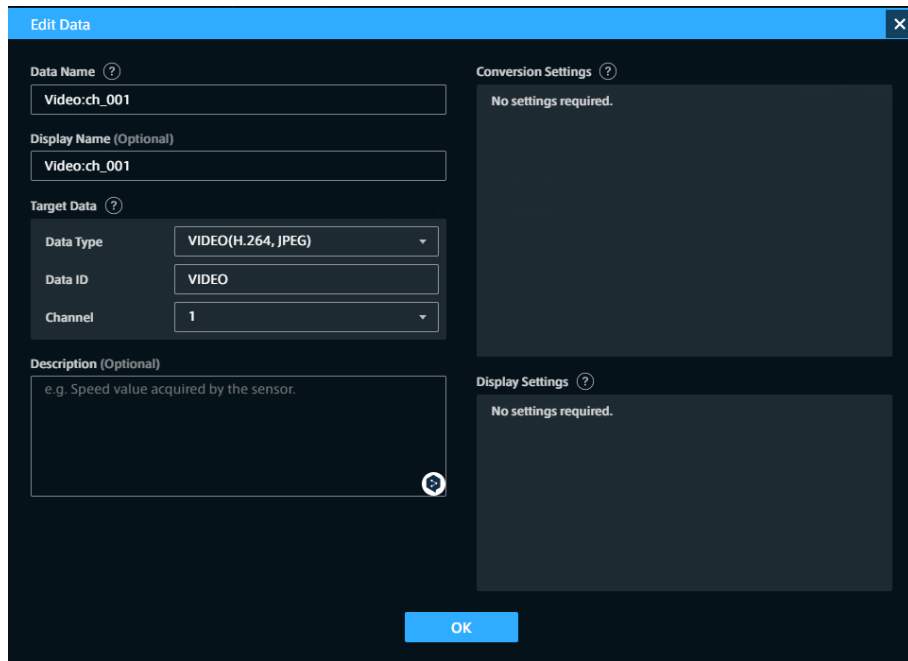 Edit Data
Data Name ?
Video:ch_001
Display Name (Optional)
Video:ch_001
Target Data ?
Data Type VIDEO(H.264, JPEG)
Data ID VIDEO
Channel 1
Description (Optional)
e.g. Speed value acquired by the sensor.
Conversion Settings ?
No settings required.
Display Settings ?
No settings required.
OK